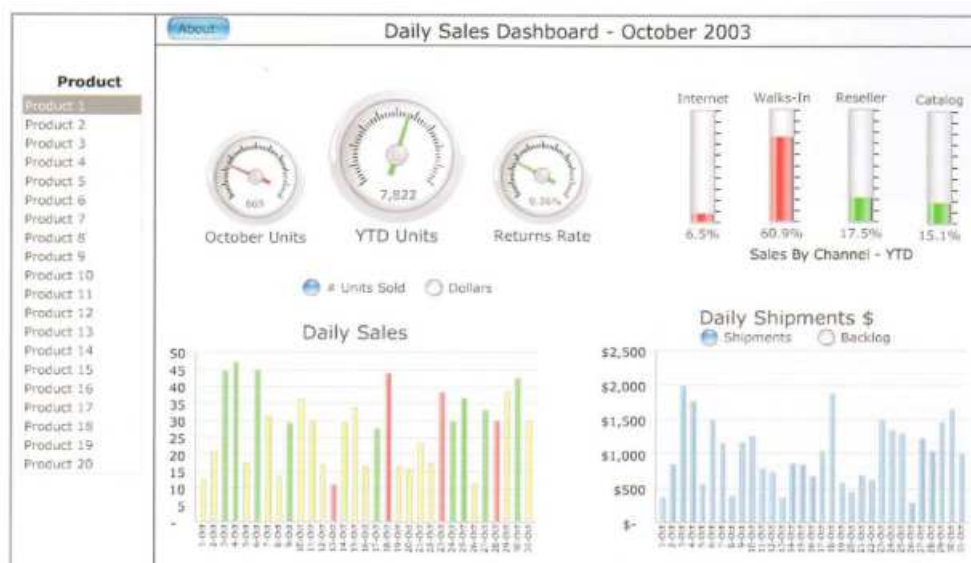 About
Daily Sales Dashboard - October 2003
Product
Product 1
Product 2
Product 3
Product 4
Product 5
Product 6
Product 7
Product 8
Product 9
Product 10
Product 11
Product 12
Product 13
Product 14
Product 15
Product 16
Product 17
Product 18
Product 19
Product 20
7,822
October Units
YTD Units
Returns Rate
Internet Walks-In Reseller Catalog
6.5% 60.9% 17.5% 15.1%
Sales By Channel - YTD
# Units Sold Dollars
Daily Sales
50
45
40
35
30
25
20
15
10
5
-
Daily Shipments $
Shipments Backlog
$2,500
$2,000
$1,500
$1,000
$500
$-